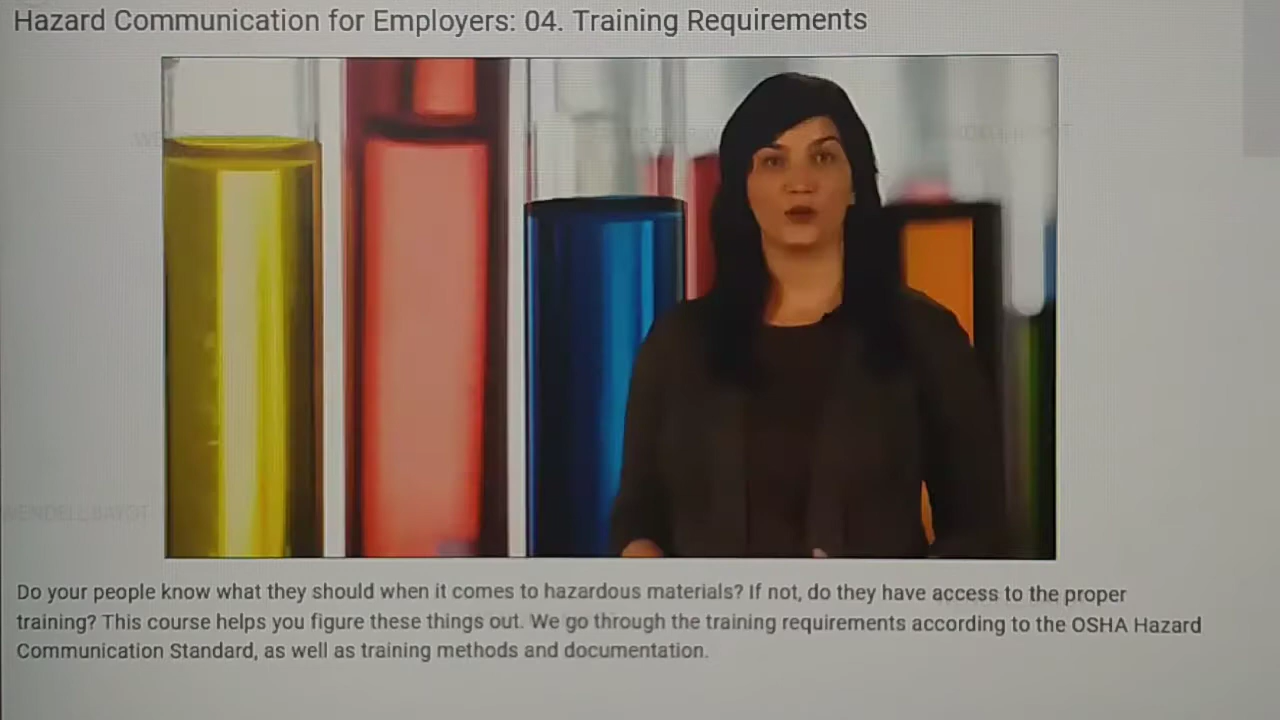 Hazard Communication for Employers: 04. Training Requirements
WENDELL BAYOT
Do your people know what they should when it comes to hazardous materials? If not, do they have access to the proper
training? This course helps you figure these things out. We go through the training requirements according to the OSHA Hazard
Communication Standard, as well as training methods and documentation.